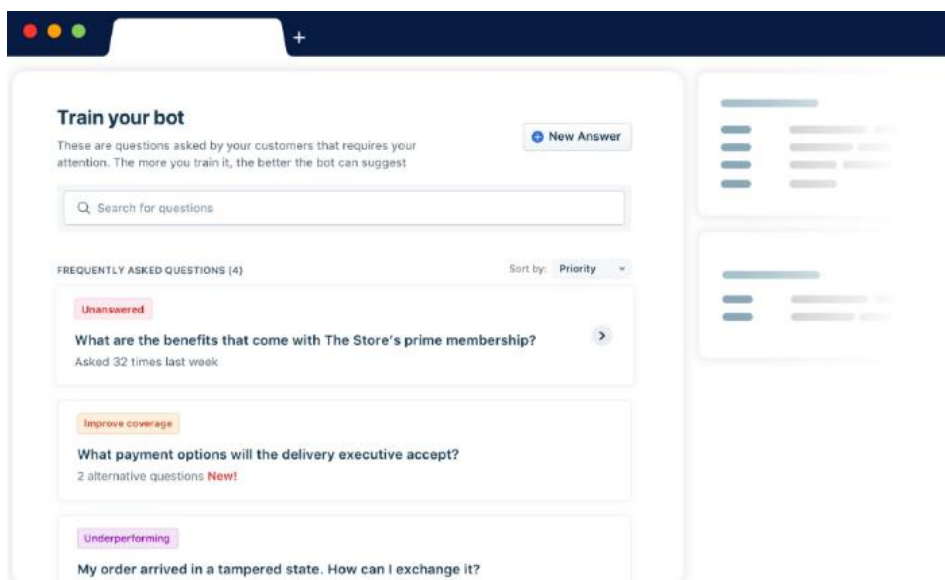 +
Train your bot
These are questions asked by your customers that requires your
attention. The more you train it, the better the bot can suggest
New Answer
Search for questions
FREQUENTLY ASKED QUESTIONS (4)
Sort by: Priority
Unanswered
What are the benefits that come with The Store's prime membership?
Asked 32 times last week
Improve coverage
What payment options will the delivery executive accept?
2 alternative questions New!
Underperforming
My order arrived in a tampered state. How can I exchange it?